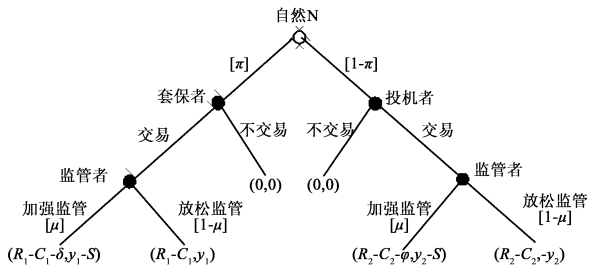 自然N
[π] [1-π]
套保者 投机者
交易 不交易 不交易 交易
监管者 (0,0) (0,0) 监管者
加强监管 放松监管 加强监管 放松监管
[μ] [1-μ] [μ] [1-μ]
(R₁-C₁-δ,y₁-S) (R₁-C₁,y₁) (R₂-C₂-φ,y₂-S) (R₂-C₂,-y₂)